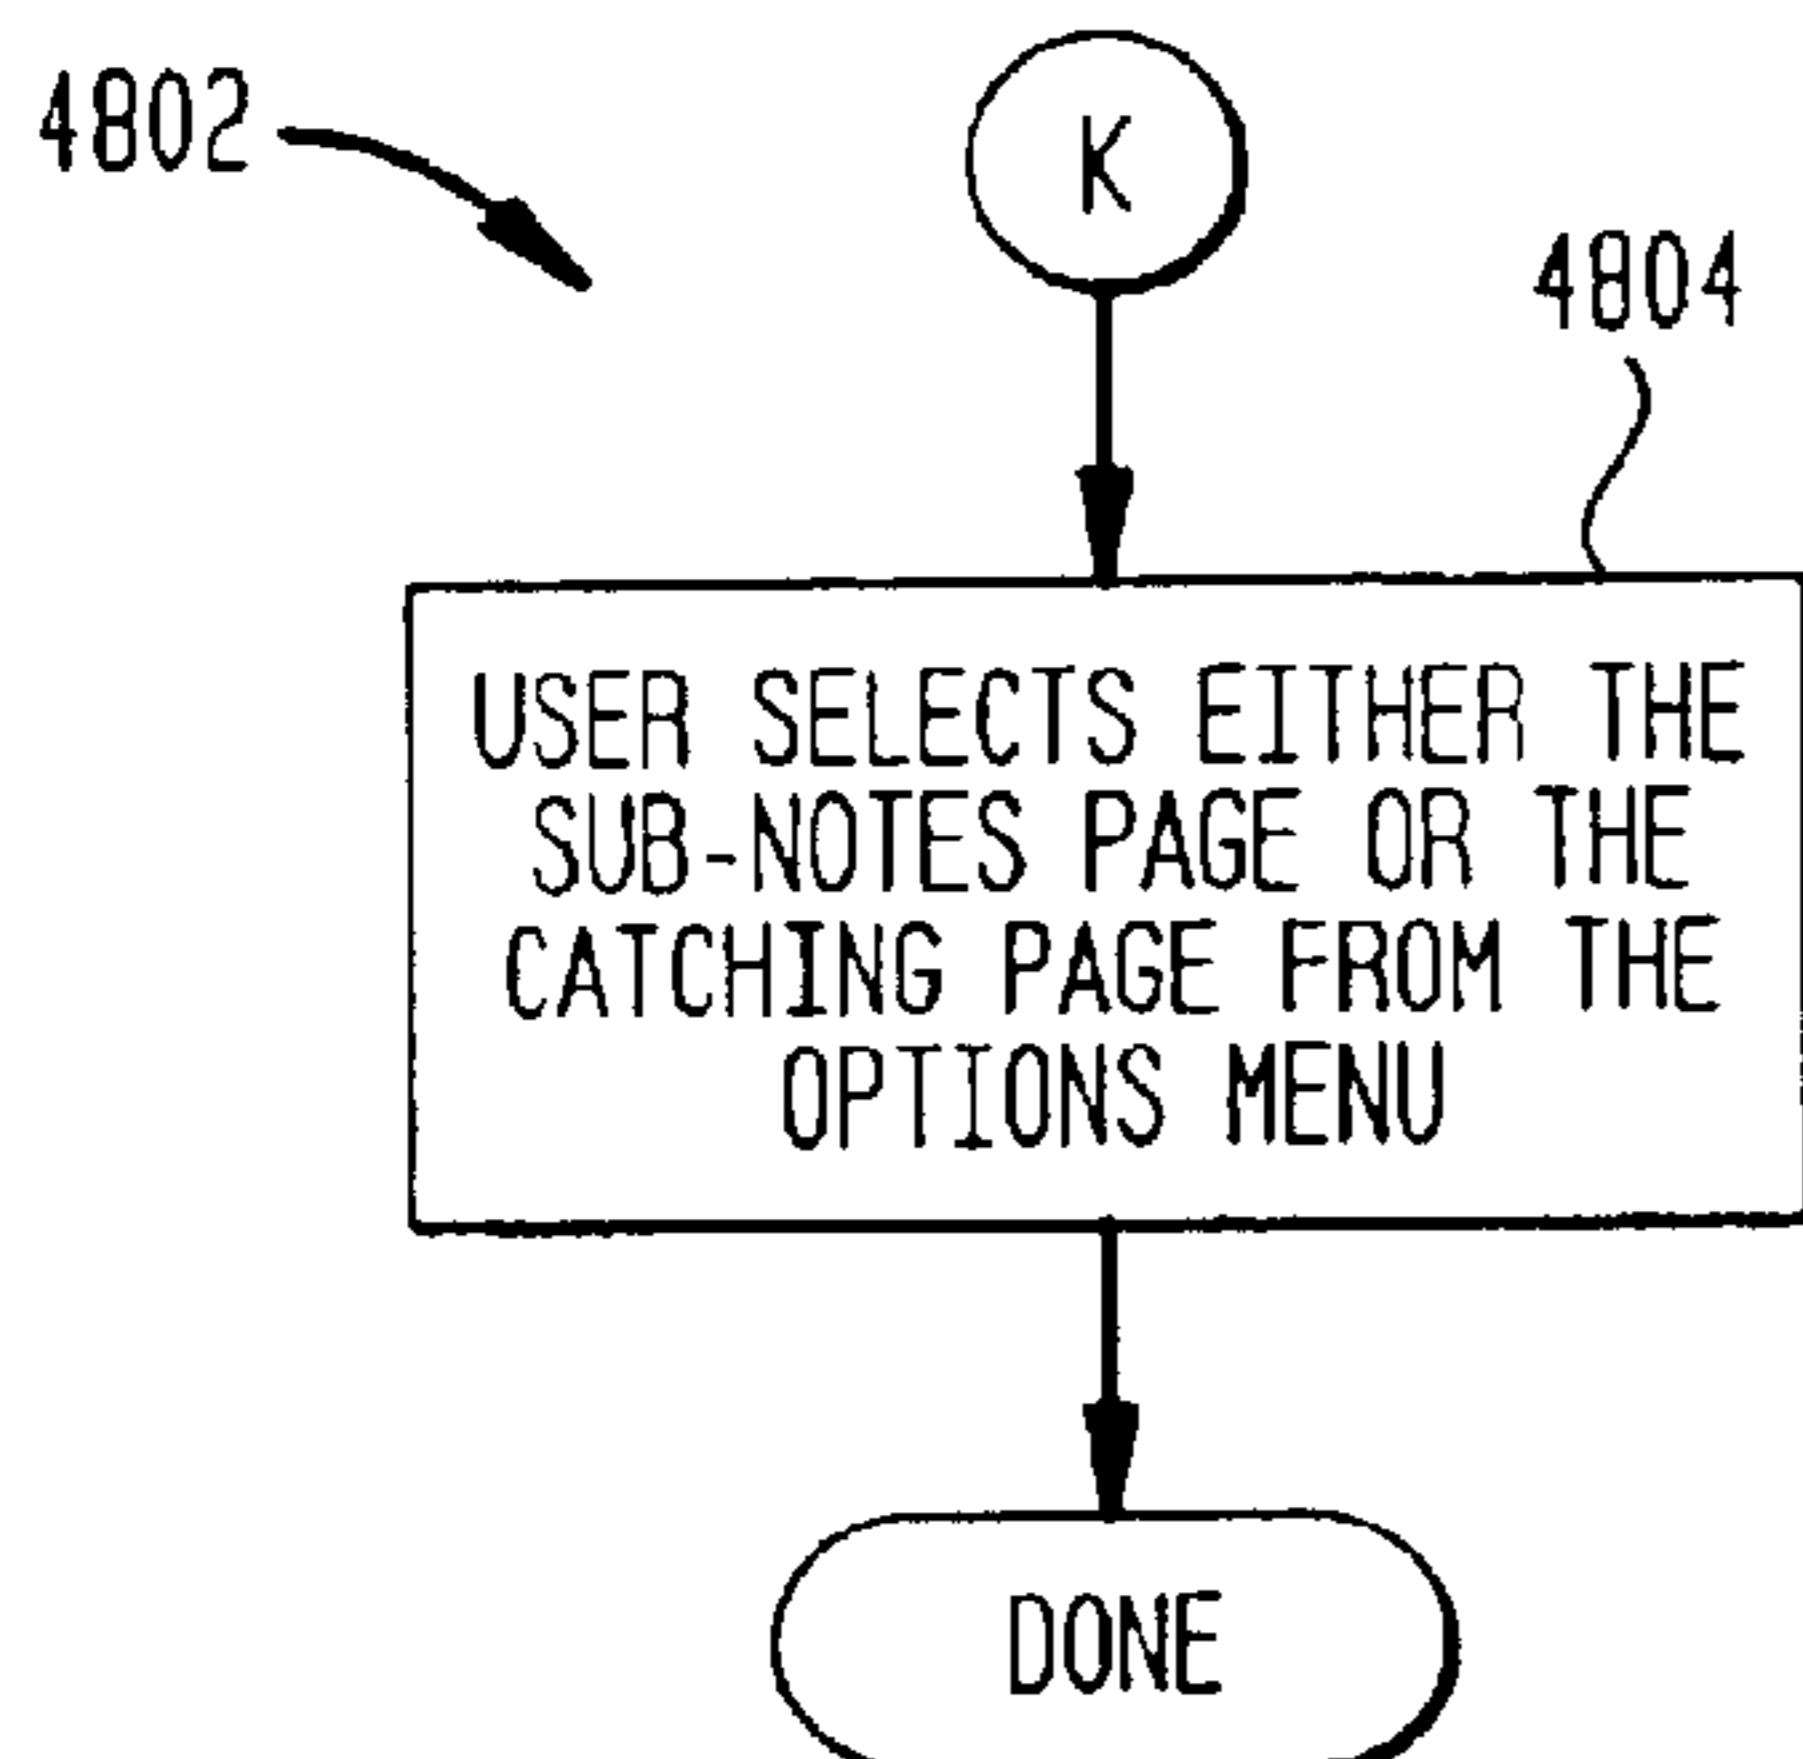 4802
K
4804
USER SELECTS EITHER THE
SUB-NOTES PAGE OR THE
CATCHING PAGE FROM THE
OPTIONS MENU
DONE